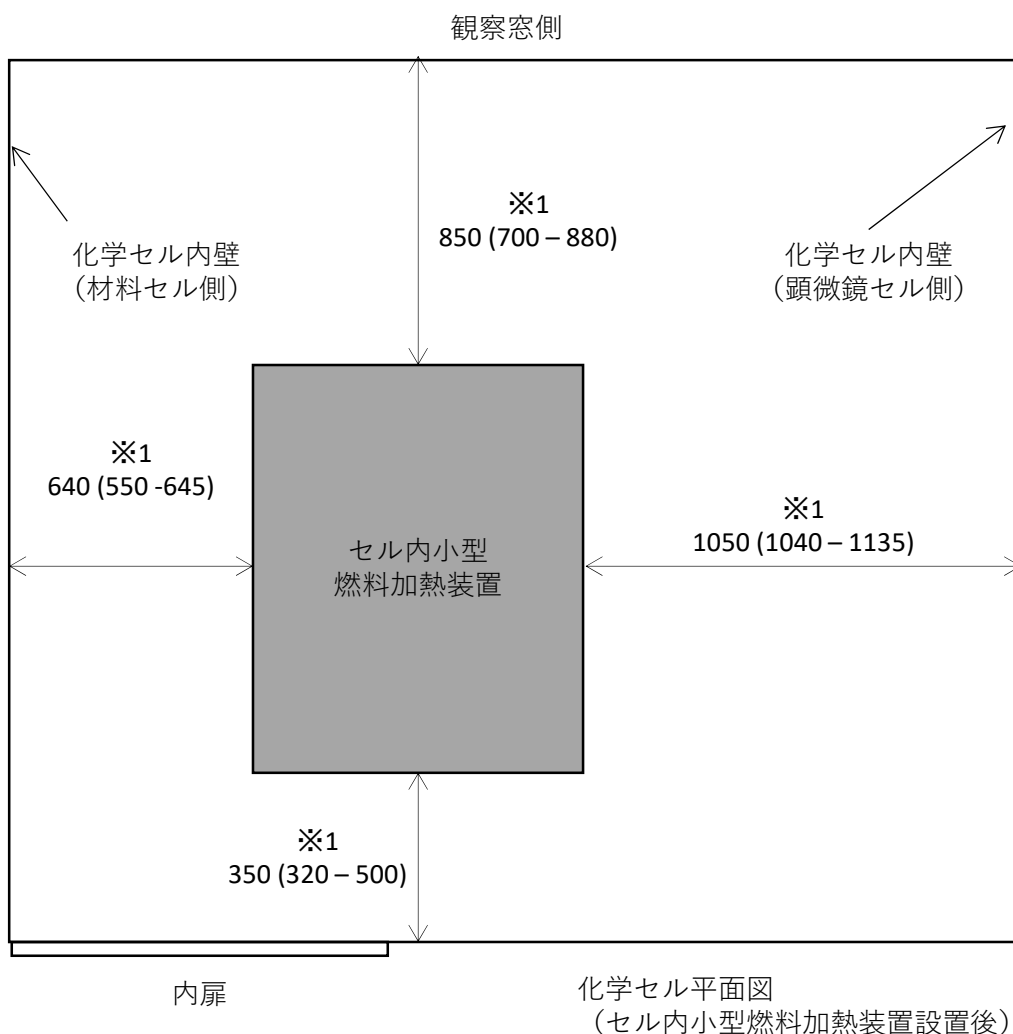 観察窓側
※1
850 (700 – 880)
化学セル内壁
（材料セル側）
化学セル内壁
（顕微鏡セル側）
※1
640 (550 -645)
※1
1050 (1040 – 1135)
セル内小型
燃料加熱装置
※1
350 (320 – 500)
内扉
化学セル平面図
（セル内小型燃料加熱装置設置後）